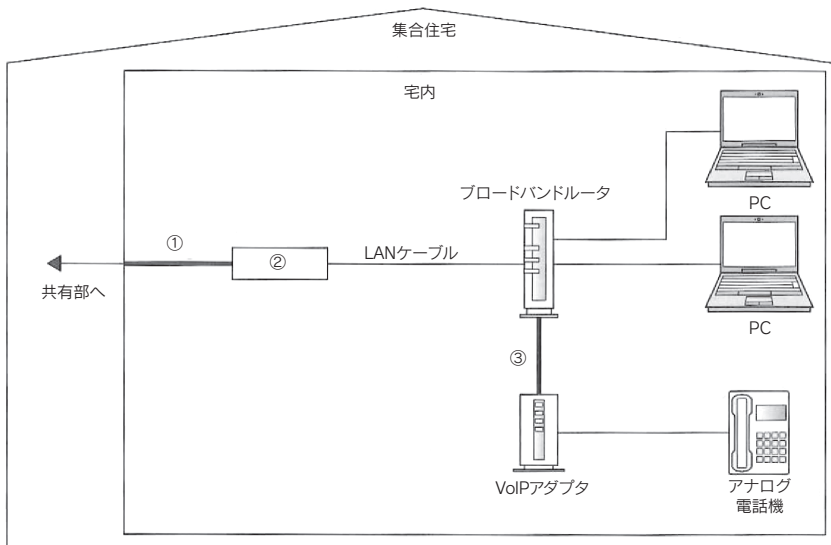 集合住宅
宅内
PC
ブロードバンドルータ
①
②
LANケーブル
共有部へ
PC
③
VoIPアダプタ
アナログ
電話機